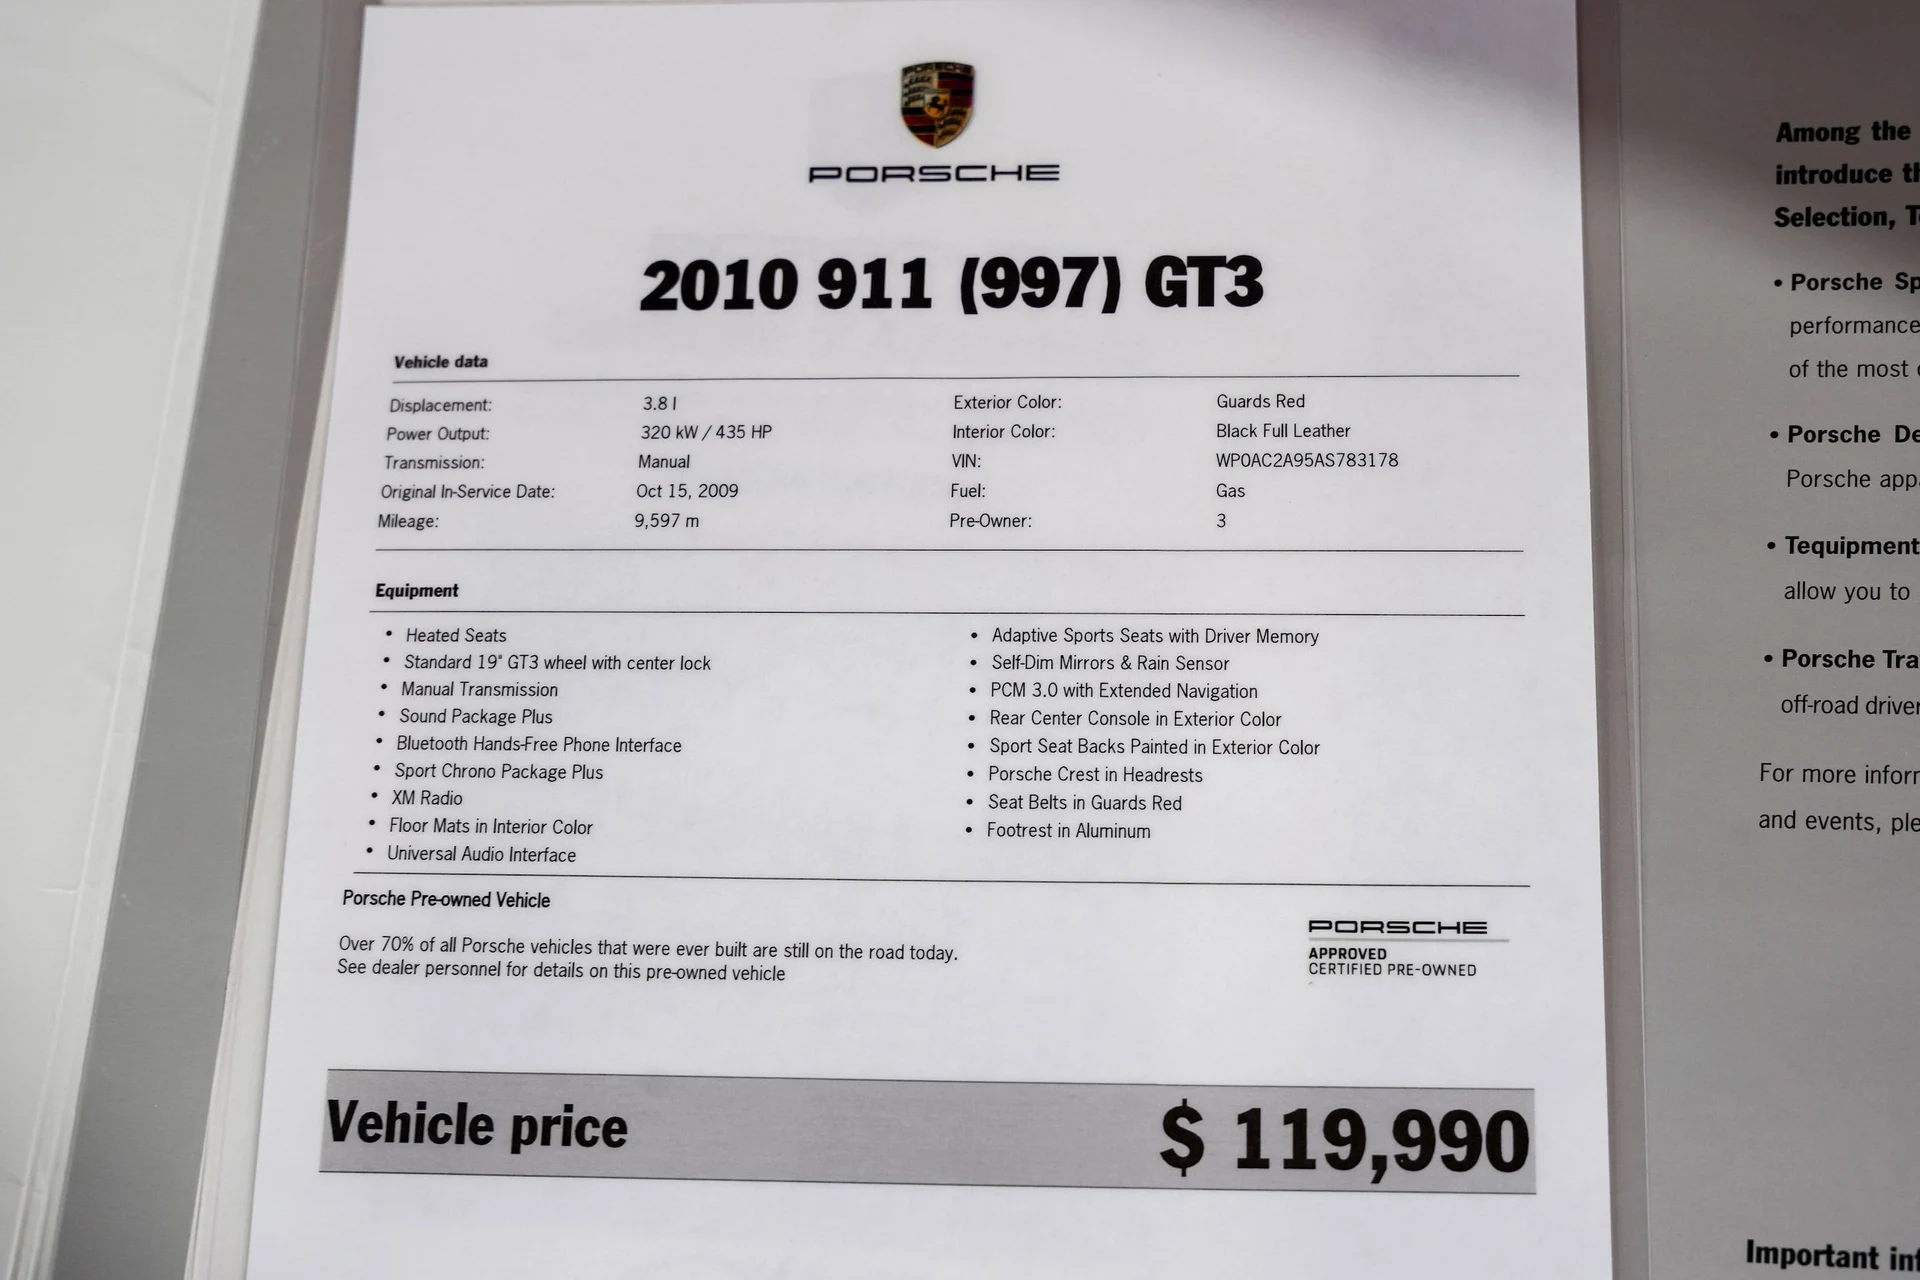 PORSCHE
PORSCHE
2010 911 (997) GT3
Vehicle data
Displacement: 3.8 l Exterior Color: Guards Red
Power Output: 320 kW / 435 HP Interior Color: Black Full Leather
Transmission: Manual VIN: WP0AC2A95AS783178
Original In-Service Date: Oct 15, 2009 Fuel: Gas
Mileage: 9,597 m Pre-Owner: 3
Equipment
• Heated Seats
• Standard 19" GT3 wheel with center lock
• Manual Transmission
• Sound Package Plus
• Bluetooth Hands-Free Phone Interface
• Sport Chrono Package Plus
• XM Radio
• Floor Mats in Interior Color
• Universal Audio Interface
• Adaptive Sports Seats with Driver Memory
• Self-Dim Mirrors & Rain Sensor
• PCM 3.0 with Extended Navigation
• Rear Center Console in Exterior Color
• Sport Seat Backs Painted in Exterior Color
• Porsche Crest in Headrests
• Seat Belts in Guards Red
• Footrest in Aluminum
Porsche Pre-owned Vehicle
Over 70% of all Porsche vehicles that were ever built are still on the road today.
See dealer personnel for details on this pre-owned vehicle
PORSCHE
APPROVED
CERTIFIED PRE-OWNED
Vehicle price $ 119,990
Among the
introduce
Selection,
• Porsche
performance
of the most
• Porsche
Porsche
• Tequipment
allow you to
• Porsche
off-road
For more
and events,
Important